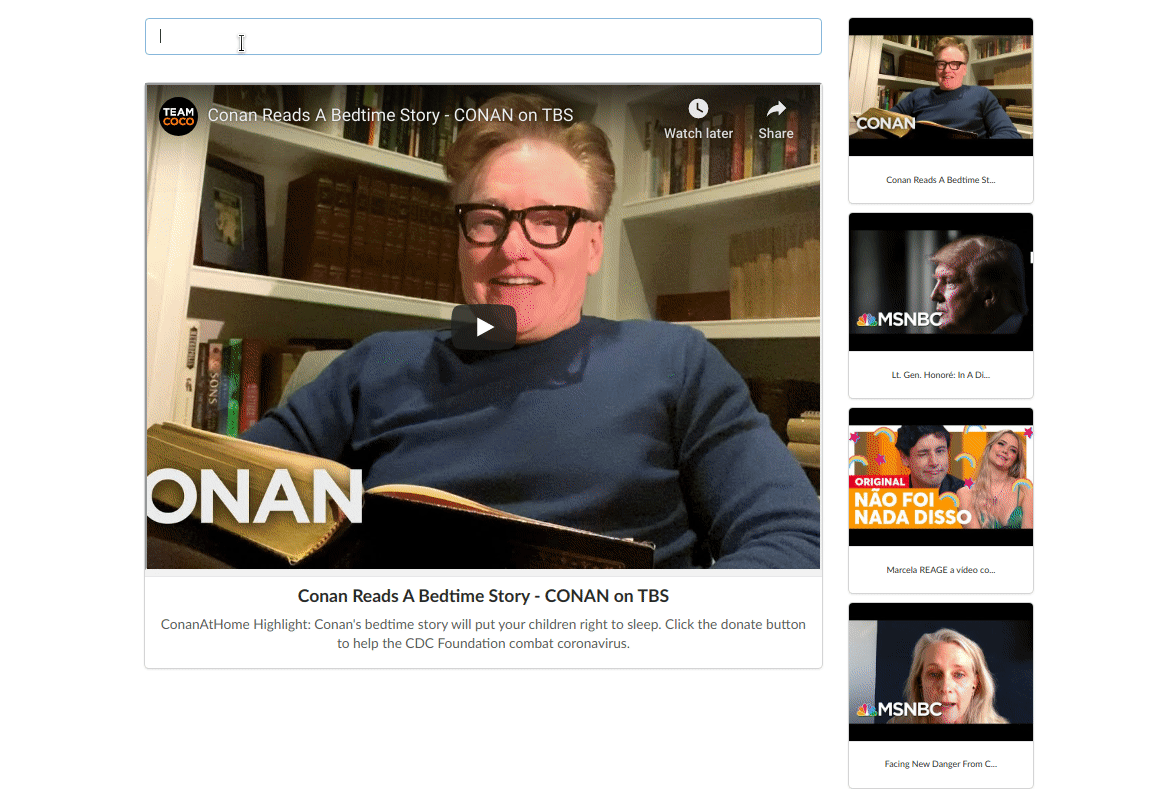 TEAM
COCO
Conan Reads A Bedtime Story - CONAN on TBS
Watch later
Share
SONS
ONAN
Conan Reads A Bedtime Story - CONAN on TBS
ConanAtHome Highlight: Conan's bedtime story will put your children right to sleep. Click the donate button
to help the CDC Foundation combat coronavirus.
CONAN
Conan Reads A Bedtime St...
MSNBC
Lt. Gen. Honoré: In A Di...
ORIGINAL
NÃO FOI
NADA DISSO
Marcela REAGE a vídeo co...
MSNBC
Facing New Danger From C...